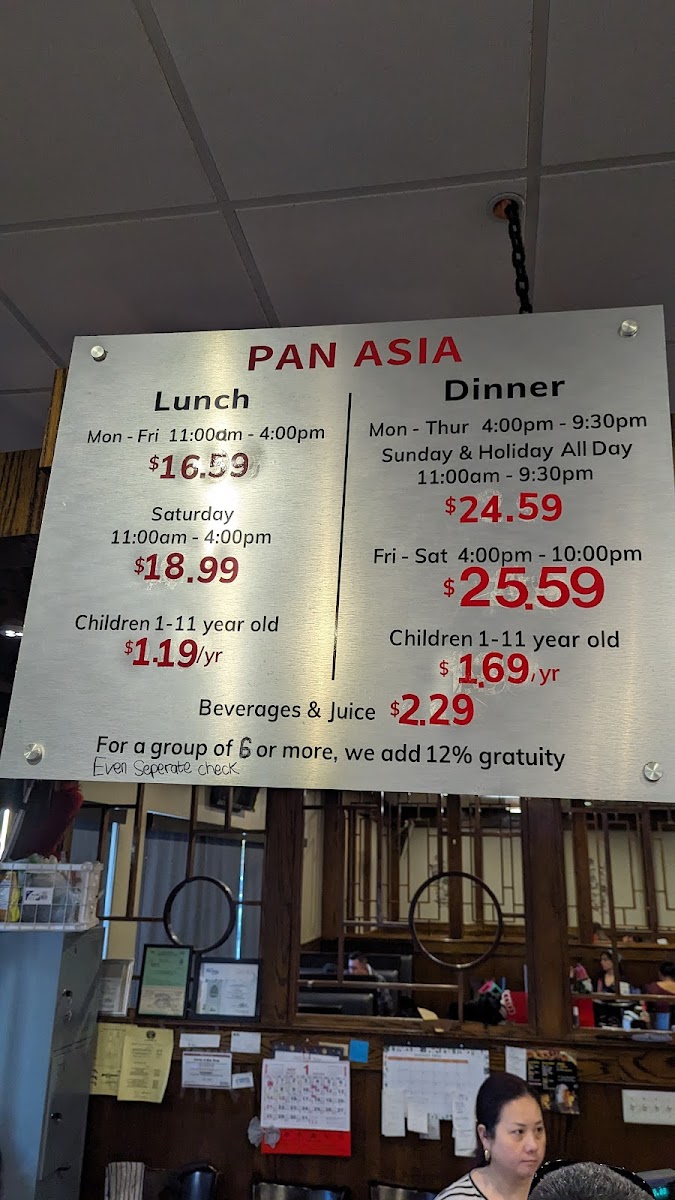 PAN ASIA
Lunch
Mon - Fri 11:00am - 4:00pm
$16.59
Saturday
11:00am - 4:00pm
$18.99
Children 1-11 year old
$1.19/yr
Dinner
Mon - Thur 4:00pm - 9:30pm
Sunday & Holiday All Day
11:00am - 9:30pm
$24.59
Fri - Sat 4:00pm - 10:00pm
$25.59
Children 1-11 year old
$1.69/yr
Beverages & Juice $2.29
For a group of 6 or more, we add 12% gratuity
Even Seperate check